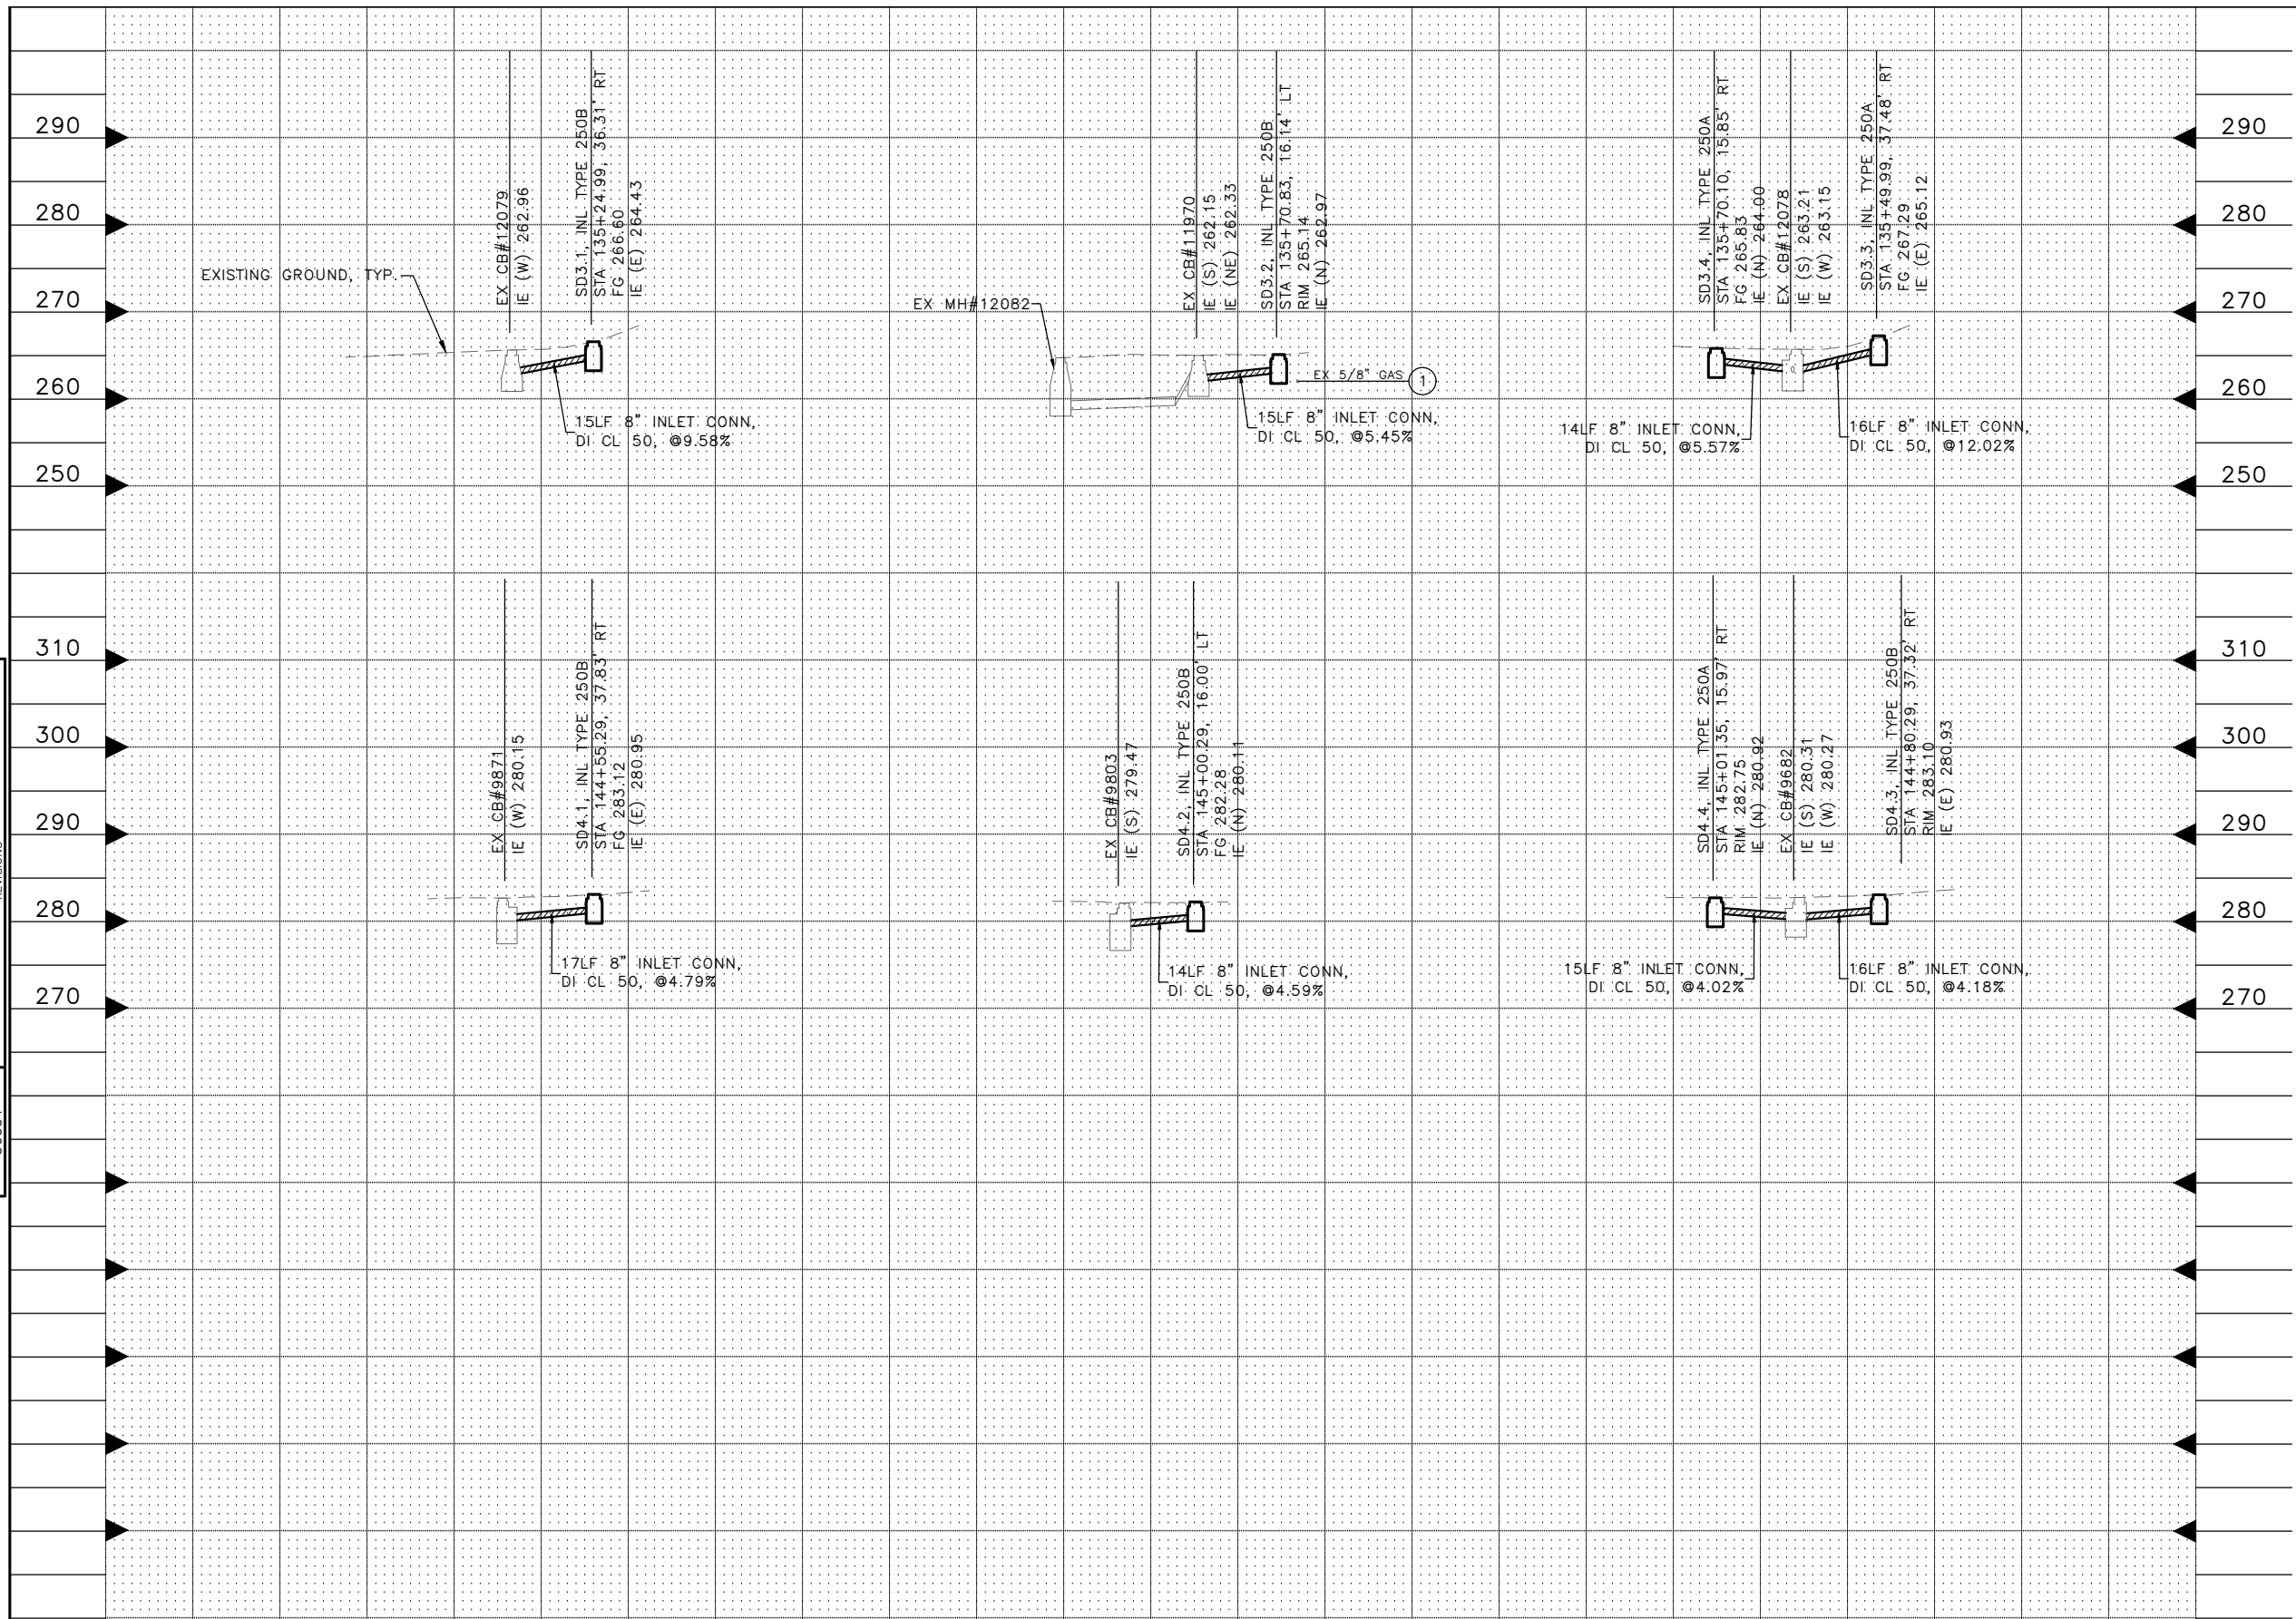 290
280
270
260
250
310
300
290
280
270
EX CB#12079
IE (W) 262.96
SD3.1, INL TYPE 250B
STA 135+24.99, 36.31' RT
FG 266.60
IE (E) 264.43
EXISTING GROUND, TYP.
15LF 8" INLET CONN,
DI CL 50, @9.58%
EX MH#12082
EX CB#11970
IE (S) 262.15
IE (NE) 262.33
SD3.2, INL TYPE 250B
STA 135+70.83, 16.14' LT
RIM 265.14
IE (N) 262.97
EX 5/8" GAS
1
15LF 8" INLET CONN,
DI CL 50, @5.45%
SD3.4, INL TYPE 250A
STA 135+70.10, 15.85' RT
FG 265.83
IE (N) 264.00
EX CB#12078
IE (S) 263.21
IE (W) 263.15
SD3.3, INL TYPE 250A
STA 135+49.99, 37.48' RT
FG 267.29
IE (E) 265.12
14LF 8" INLET CONN,
DI CL 50, @5.57%
16LF 8" INLET CONN,
DI CL 50, @12.02%
EX CB#9871
IE (W) 280.15
SD4.1, INL TYPE 250B
STA 144+55.29, 37.83' RT
FG 283.12
IE (E) 280.95
17LF 8" INLET CONN,
DI CL 50, @4.79%
EX CB#9803
IE (S) 279.47
SD4.2, INL TYPE 250B
STA 145+00.29, 16.00' LT
FG 282.28
IE (N) 280.11
14LF 8" INLET CONN,
DI CL 50, @4.59%
SD4.4, INL TYPE 250A
STA 145+01.35, 15.97' RT
RIM 282.75
IE (N) 280.92
EX CB#9682
IE (S) 280.31
IE (W) 280.27
SD4.3, INL TYPE 250B
STA 144+80.29, 37.32' RT
RIM 283.10
IE (E) 280.93
15LF 8" INLET CONN,
DI CL 50, @4.02%
16LF 8" INLET CONN,
DI CL 50, @4.18%
290
280
270
260
250
310
300
290
280
270